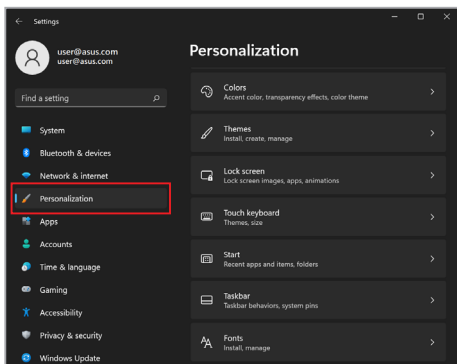 Settings
user@asus.com
user@asus.com
Find a setting
System
Bluetooth & devices
Network & internet
Personalization
Apps
Accounts
Time & language
Gaming
Accessibility
Privacy & security
Windows Update
Personalization
Colors
Accent color, transparency effects, color theme
Themes
Install, create, manage
Lock screen
Lock screen images, apps, animations
Touch keyboard
Themes, size
Start
Recent apps and items, folders
Taskbar
Taskbar behaviors, system pins
Fonts
Install, manage